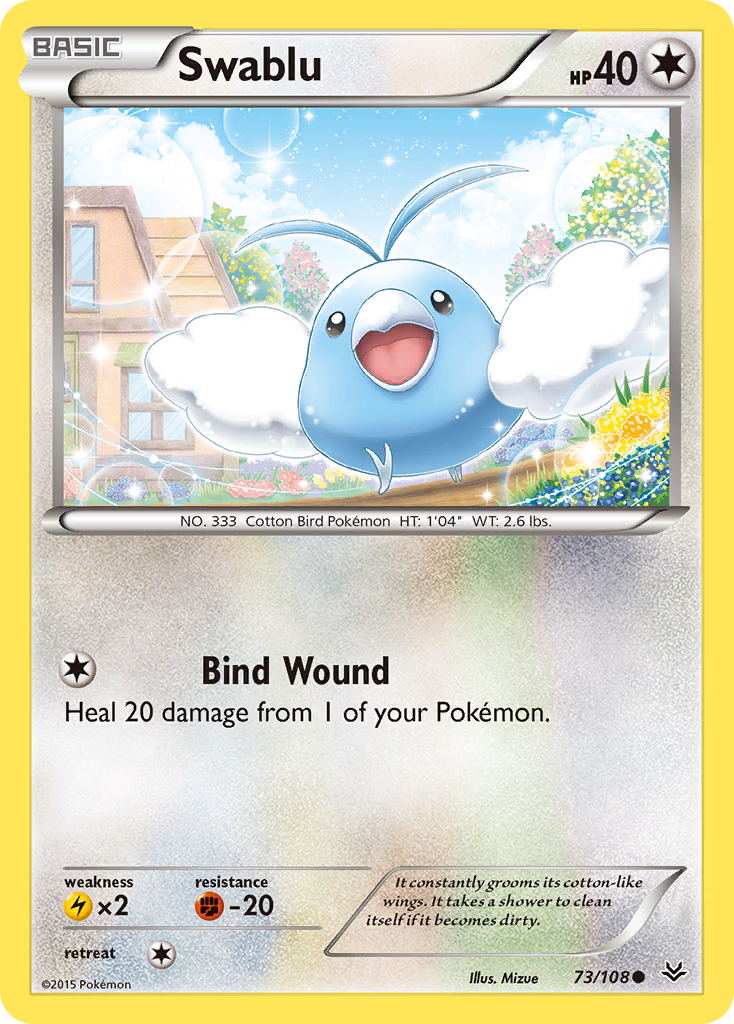 BASIC
Swablu
HP40
NO. 333 Cotton Bird Pokémon HT: 1'04" WT: 2.6 lbs.
Bind Wound
Heal 20 damage from 1 of your Pokémon.
weakness
×2
resistance
-20
retreat
It constantly grooms its cotton-like
wings. It takes a shower to clean
itself if it becomes dirty.
©2015 Pokémon
Illus. Mizue
73/108